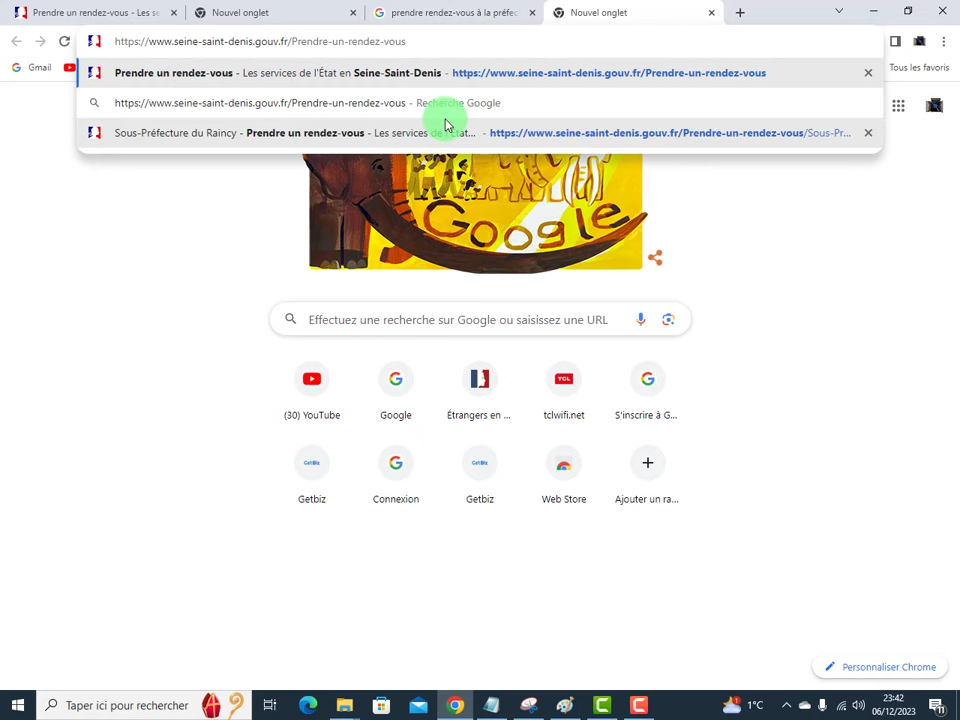 Prendre un rendez-vous - Les se
Nouvel onglet
prendre rendez-vous à la préfec
Nouvel onglet
https://www.seine-saint-denis.gouv.fr/Prendre-un-rendez-vous
Gmail
Tous les favoris
Prendre un rendez-vous - Les services de l'État en Seine-Saint-Denis - https://www.seine-saint-denis.gouv.fr/Prendre-un-rendez-vous
https://www.seine-saint-denis.gouv.fr/Prendre-un-rendez-vous - Recherche Google
Sous-Préfecture du Raincy - Prendre un rendez-vous - Les services de l'État... - https://www.seine-saint-denis.gouv.fr/Prendre-un-rendez-vous/Sous-Pr...
Google
Effectuez une recherche sur Google ou saisissez une URL
(30) YouTube
Google
Étrangers en ...
tclwifi.net
S'inscrire à G...
GetBiz
GetBiz
Getbiz
Connexion
Getbiz
Web Store
Ajouter un ra...
Personnaliser Chrome
Taper ici pour rechercher
1°C
23:42
06/12/2023
11